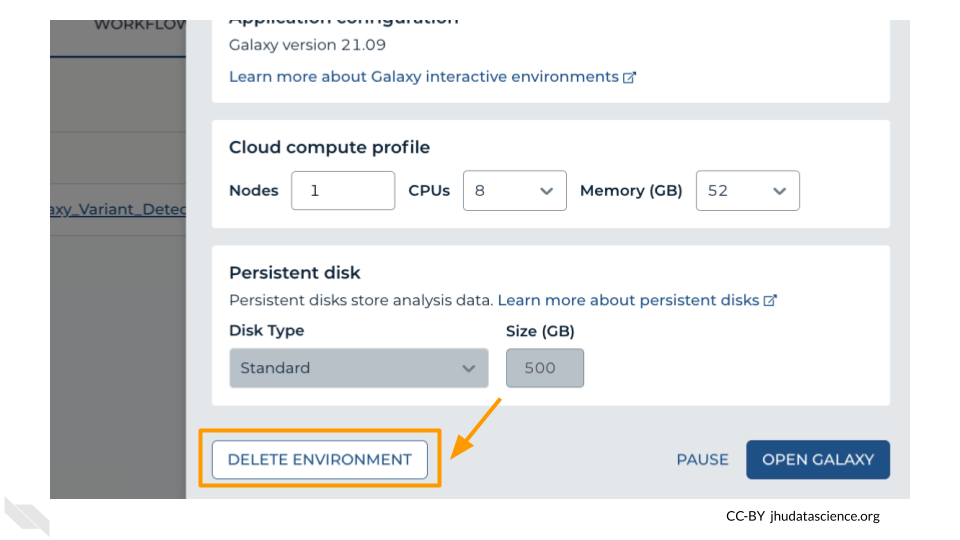 WORKFLOW
Application configuration
Galaxy version 21.09
Learn more about Galaxy interactive environments
Cloud compute profile
Nodes 1 CPUs 8 Memory (GB) 52
axy_Variant_Detec
Persistent disk
Persistent disks store analysis data. Learn more about persistent disks
Disk Type Size (GB)
Standard 500
DELETE ENVIRONMENT PAUSE OPEN GALAXY
CC-BY jhudatascience.org